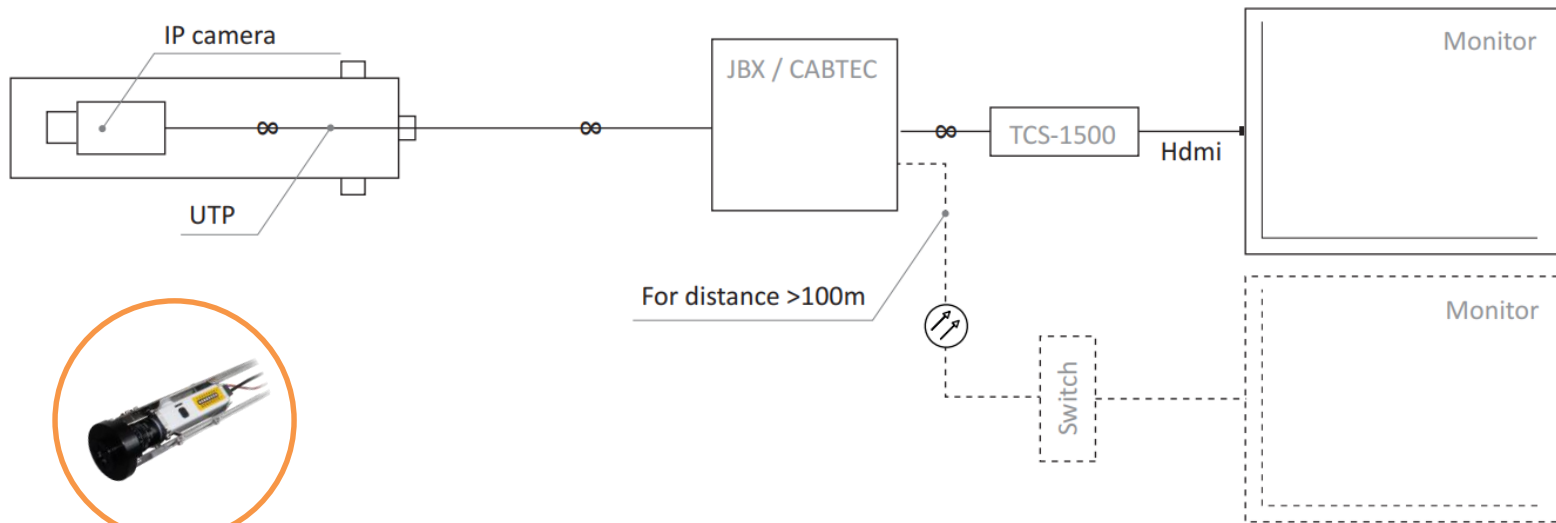 IP camera
JBX / CABTEC
Monitor
TCS-1500
Hdmi
UTP
For distance >100m
Monitor
Switch